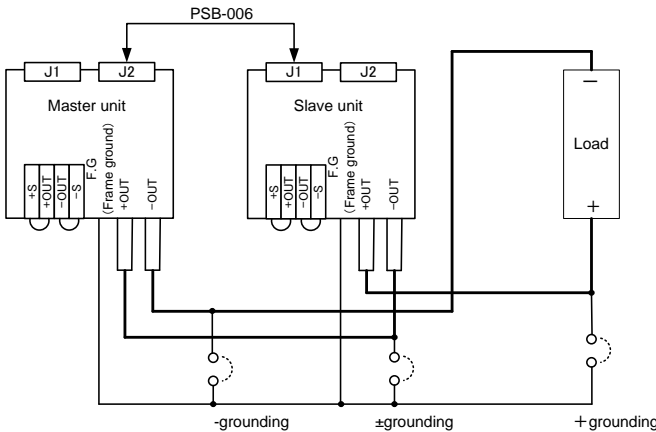 PSB-006
J1
J2
J1
J2
Master unit
Slave unit
Load
−
+
+S
+OUT
-OUT
-S
F.G
(Frame ground)
+OUT
-OUT
+S
+OUT
-OUT
-S
F.G
(Frame ground)
+OUT
-OUT
-grounding
±grounding
+grounding